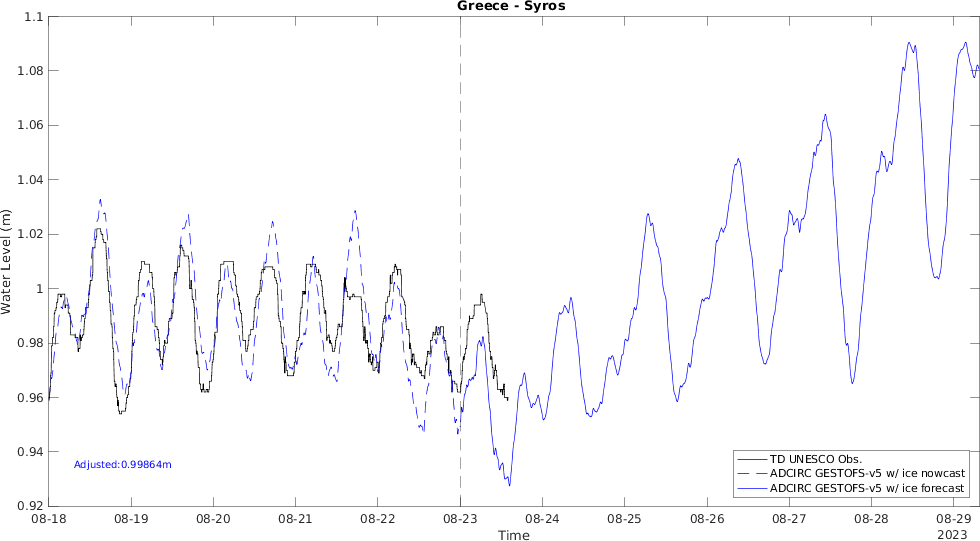 Greece - Syros
1.1
1.08
1.06
1.04
1.02
1
0.98
0.96
0.94
0.92
Water Level (m)
Adjusted:0.99864m
TD UNESCO Obs.
ADCIRC GESTOFS-v5 w/ ice nowcast
ADCIRC GESTOFS-v5 w/ ice forecast
08-18 08-19 08-20 08-21 08-22 08-23 08-24 08-25 08-26 08-27 08-28 08-29
Time
2023